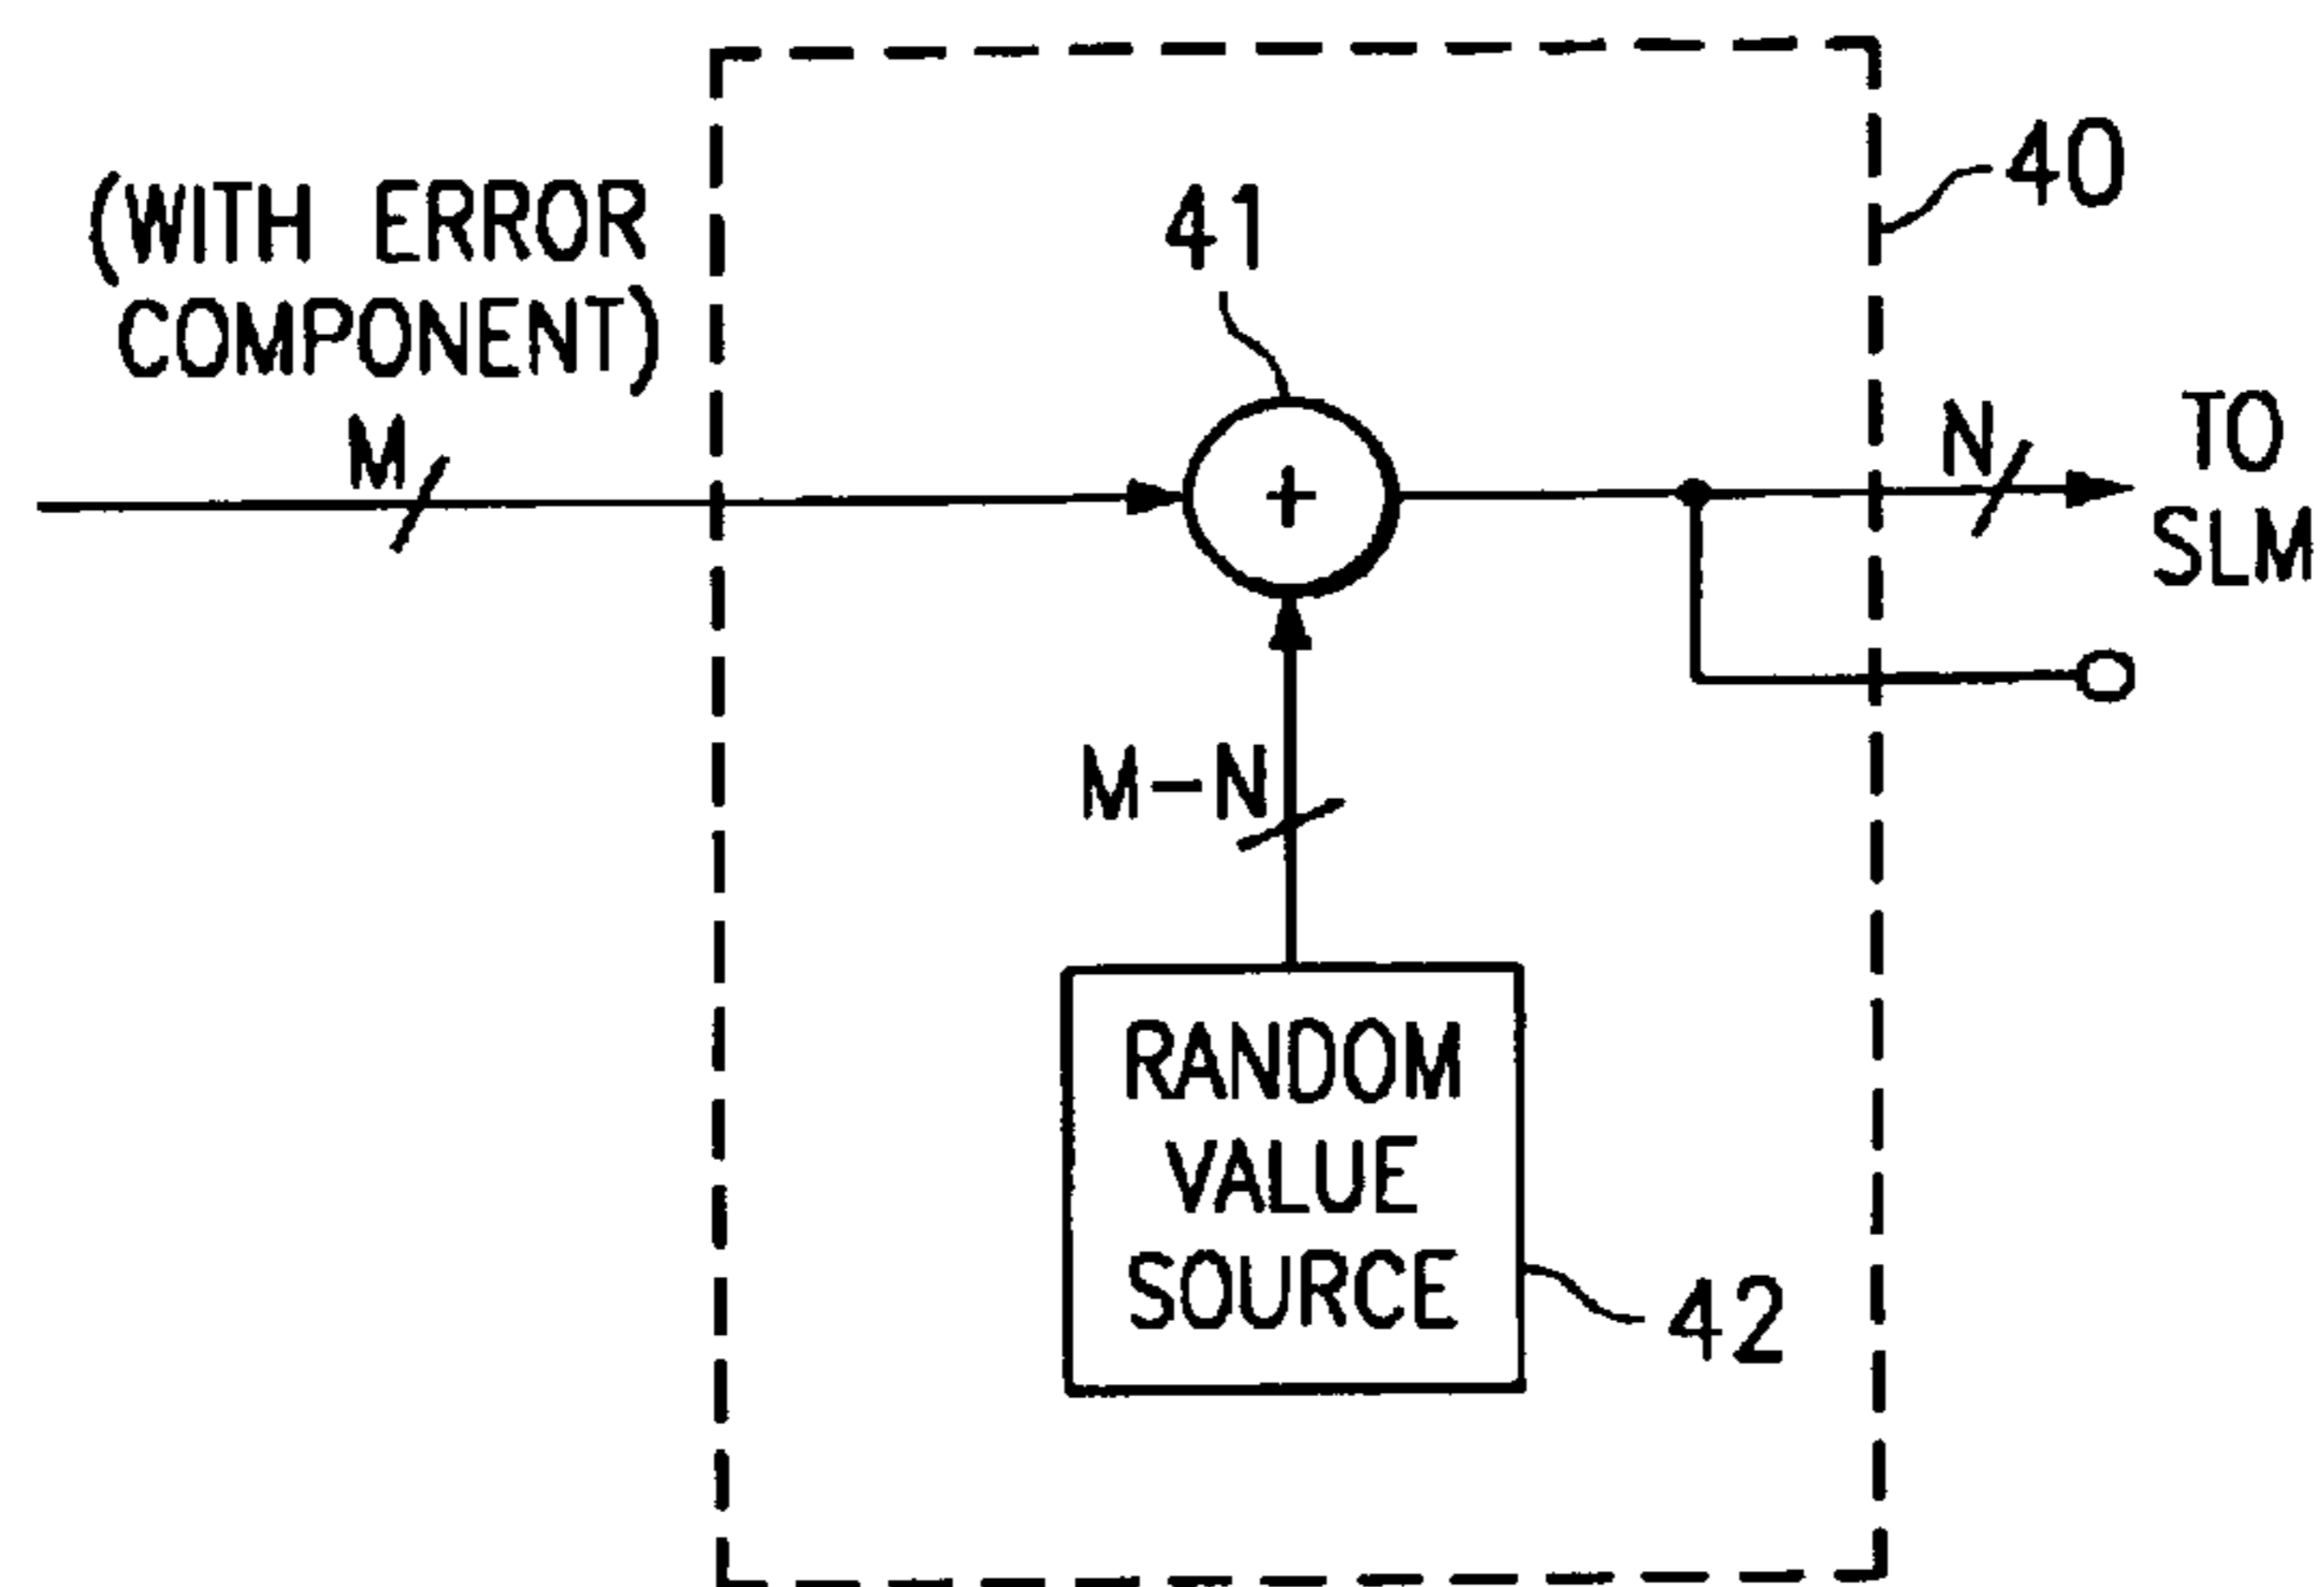 (WITH ERROR
COMPONENT)
M
41
40
+
N
TO
SLM
M-N
RANDOM
VALUE
SOURCE
42